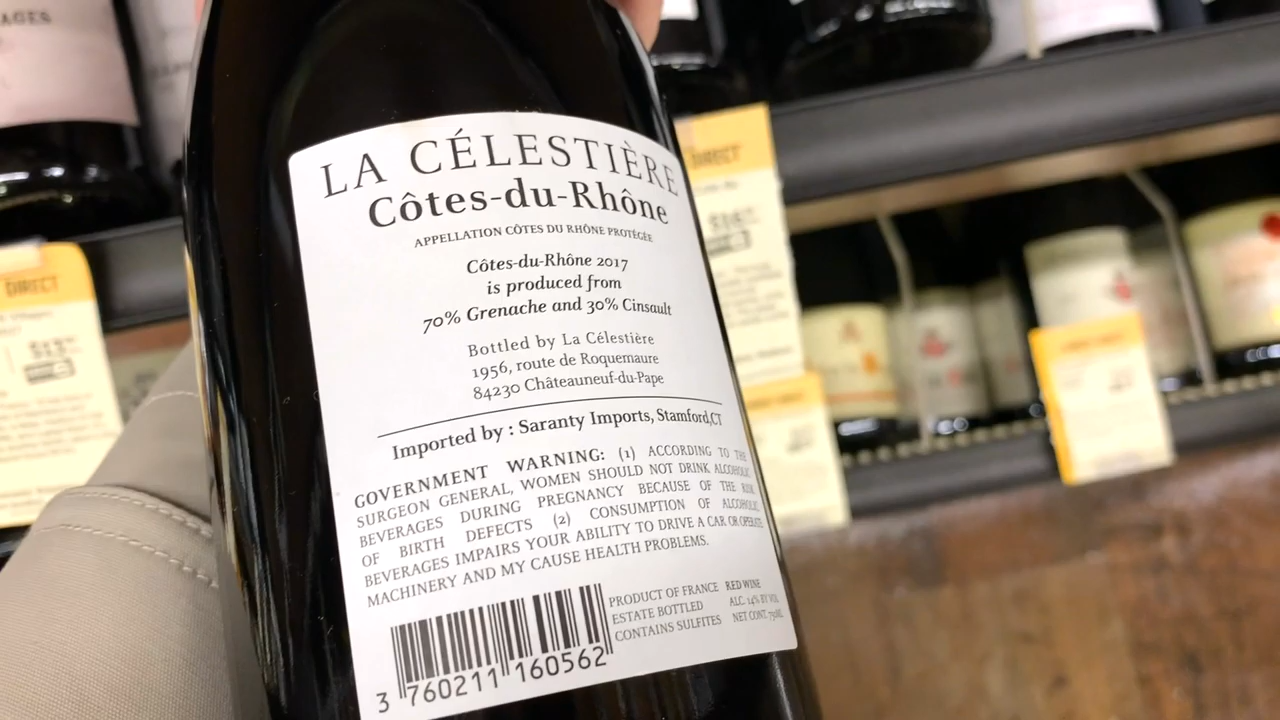 AGES
LA CÉLESTIÈRE
Côtes-du-Rhône
APPELLATION CÔTES DU RHÔNE PROTÉGÉE
Côtes-du-Rhône 2017
is produced from
70% Grenache and 30% Cinsault
Bottled by La Célestière
1956, route de Roquemaure
84230 Châteauneuf-du-Pape
Imported by : Saranty Imports, Stamford,CT
GOVERNMENT WARNING: (1) ACCORDING TO THE
SURGEON GENERAL, WOMEN SHOULD NOT DRINK ALCOHOLIC
BEVERAGES DURING PREGNANCY BECAUSE OF THE RISK
OF BIRTH DEFECTS (2) CONSUMPTION OF ALCOHOLIC
BEVERAGES IMPAIRS YOUR ABILITY TO DRIVE A CAR OR OPERATE
MACHINERY AND MY CAUSE HEALTH PROBLEMS.
PRODUCT OF FRANCE RED WINE
ESTATE BOTTLED ALC. 14% BY VOL
CONTAINS SULFITES NET CONT. 750ML
3 760211 160562
DIRECT
DIRECT